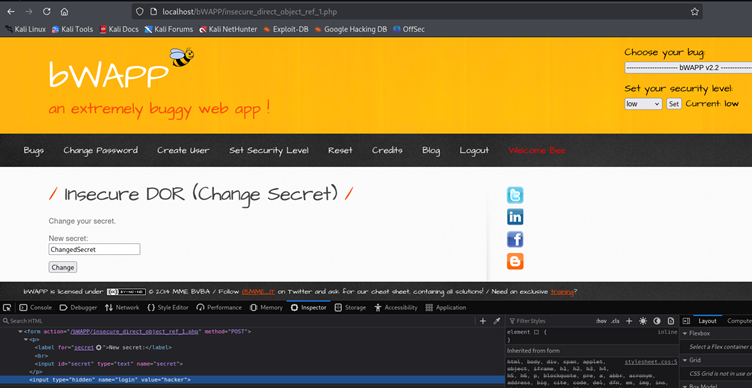 localhost/bWAPP/insecure_direct_object_ref_1.php
Kali Linux Kali Tools Kali Docs Kali Forums Kali NetHunter Exploit-DB Google Hacking DB OffSec
Choose your bug:
bWAPP
---------------------- bWAPP v2.2 ----------------------
an extremely buggy web app !
Set your security level:
low Set Current: low
Bugs Change Password Create User Set Security Level Reset Credits Blog Logout Welcome Bee
/ Insecure DOR (Change Secret) /
Change your secret.
New secret:
ChangedSecret
Change
bWAPP is licensed under © 2014 MME BVBA / Follow @MME_IT on Twitter and ask for our cheat sheet, containing all solutions! / Need an exclusive training?
Console Debugger Network Style Editor Performance Memory Inspector Storage Accessibility Application
Search HTML
Filter Styles :hov .cls Layout Compute
<form action="/bWAPP/insecure_direct_object_ref_1.php" method="POST">
<p>
<label for="secret">New secret:</label>
<br>
<input id="secret" type="text" name="secret">
</p>
<input type="hidden" name="login" value="hacker">
element { inline
}
Inherited from form
html, body, div, span, applet, stylesheet.css:5
object, iframe, h1, h2, h3, h4,
h5, h6, p, blockquote, pre, a, abbr, acronym,
address, big, cite, code, del, dfn, em, img, ins,
Flexbox
Select a Flex container
Grid
CSS Grid is not in use o